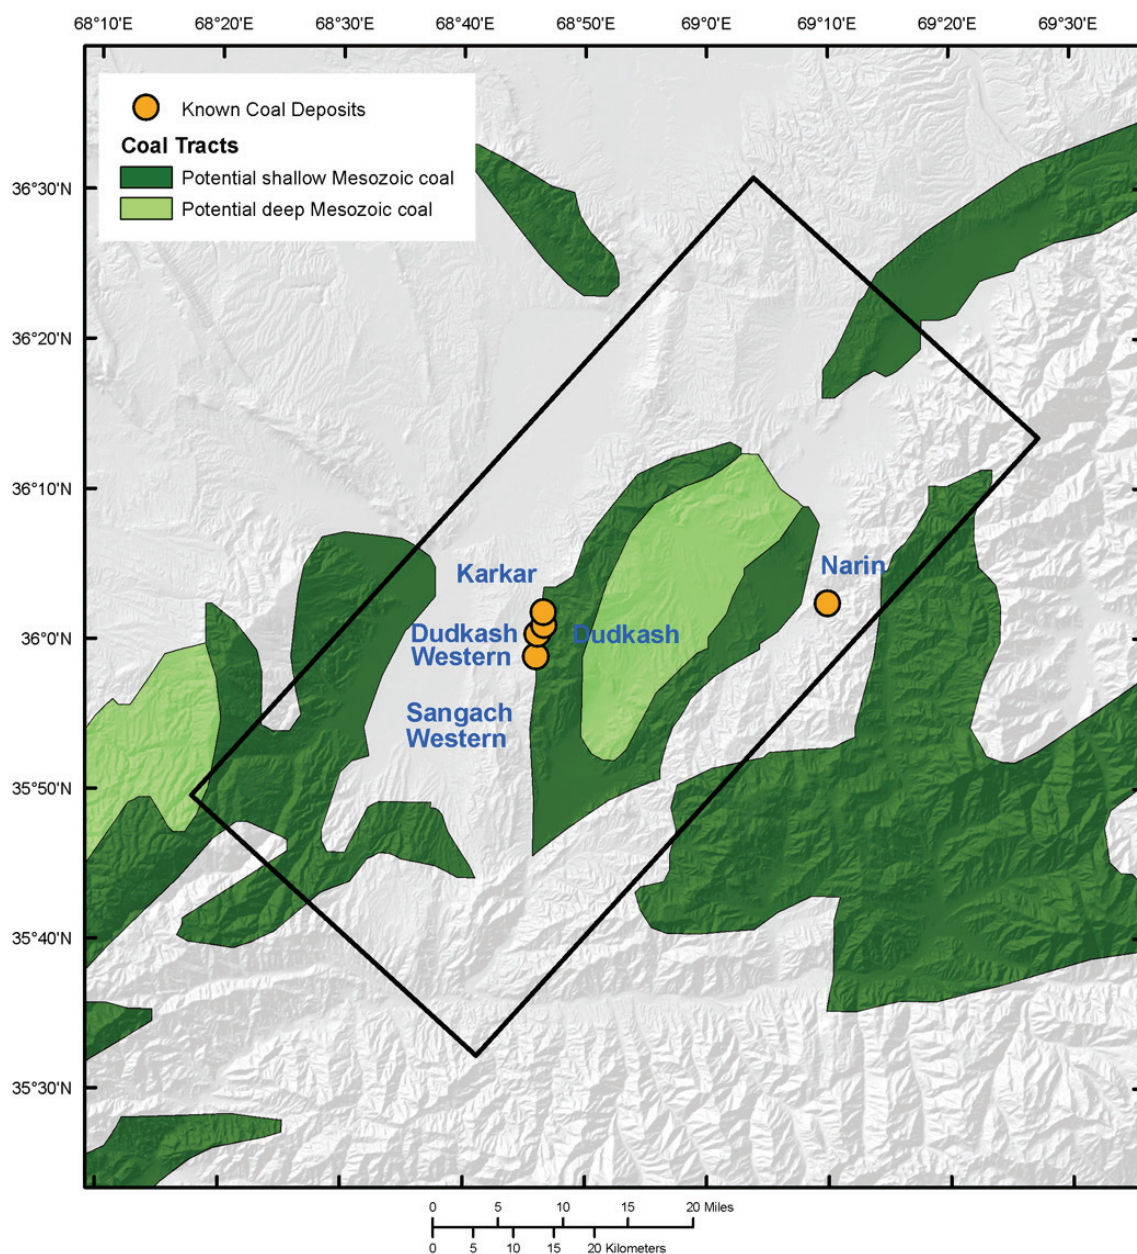 68°10'E 68°20'E 68°30'E 68°40'E 68°50'E 69°0'E 69°10'E 69°20'E 69°30'E
Known Coal Deposits
Coal Tracts
Potential shallow Mesozoic coal
Potential deep Mesozoic coal
36°30'N
36°20'N
36°10'N
36°0'N
35°50'N
35°40'N
35°30'N
Karkar
Narin
Dudkash
Western
Dudkash
Sangach
Western
0 5 10 15 20 Miles
0 5 10 15 20 Kilometers